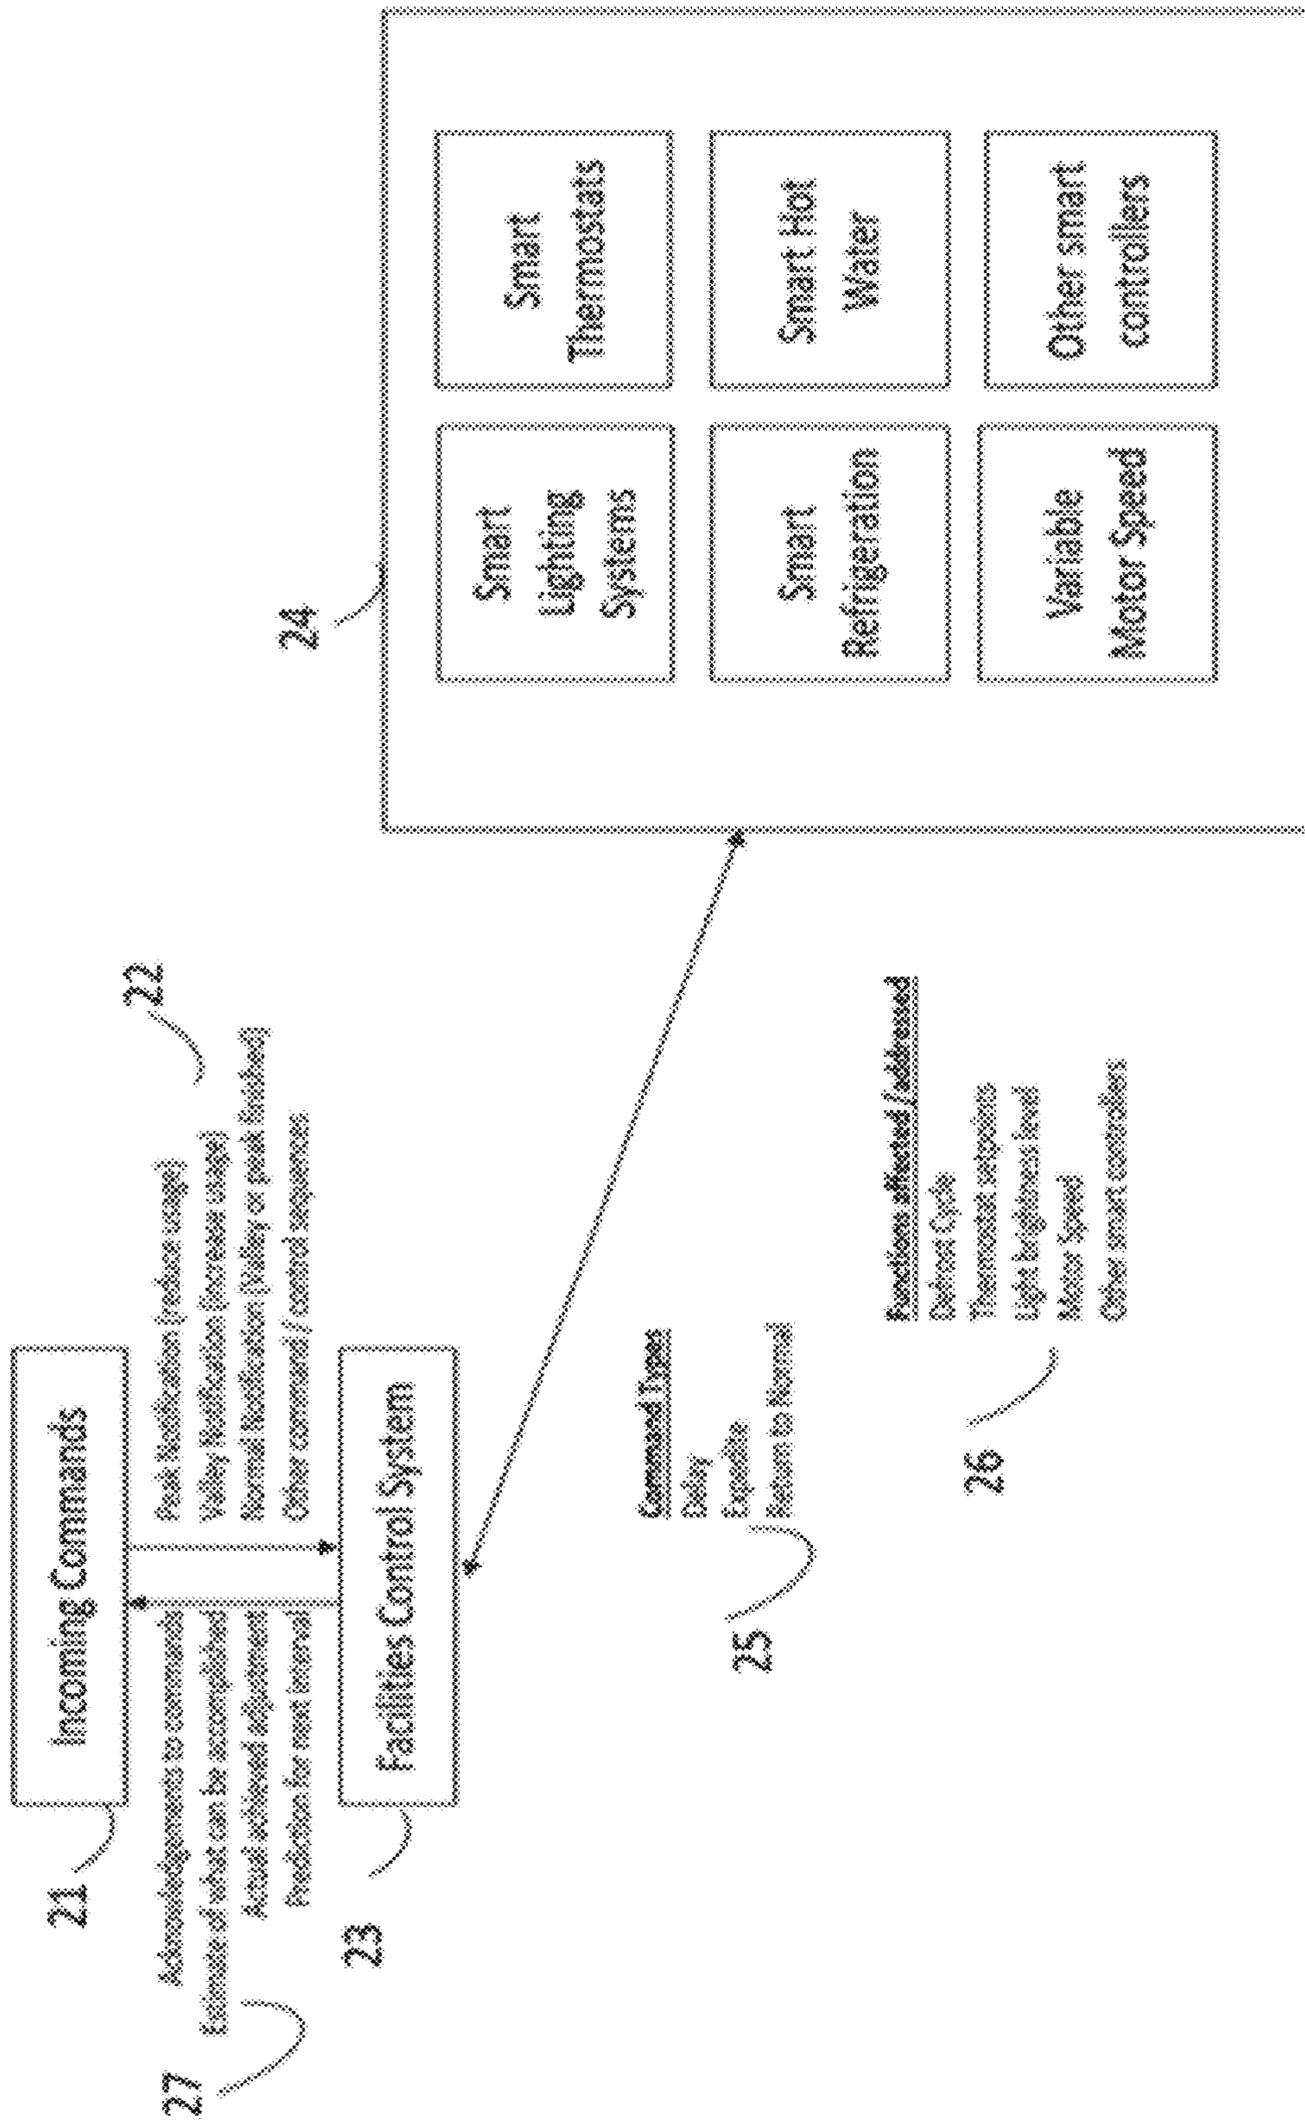 21
Incoming Commands
27
Acknowledgements to commands
Estimate of what can be accomplished
Actual achieved adjustment
Prediction for next interval
22
Peak Notification (reduce usage)
Valley Notification (increase usage)
Normal Notification (Valley or peak finished)
Other command / control sequences
23
Facilities Control System
24
Smart
Lighting
Systems
Smart
Thermostats
Smart
Refrigeration
Smart Hot
Water
Variable
Motor Speed
Other smart
controllers
25
Command Types
Delay
Expedite
Return to Normal
26
Functions affected / addressed
Defrost Cycle
Thermostat setpoints
Light brightness level
Motor Speed
Other smart controllers